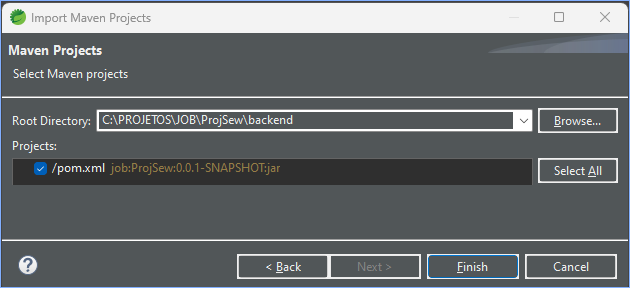 Import Maven Projects
Maven Projects
Select Maven projects
Root Directory: C:\PROJETOS\JOB\ProjSew\backend Browse...
Projects:
/pom.xml job:ProjSew:0.0.1-SNAPSHOT:jar Select All
? < Back Next > Finish Cancel